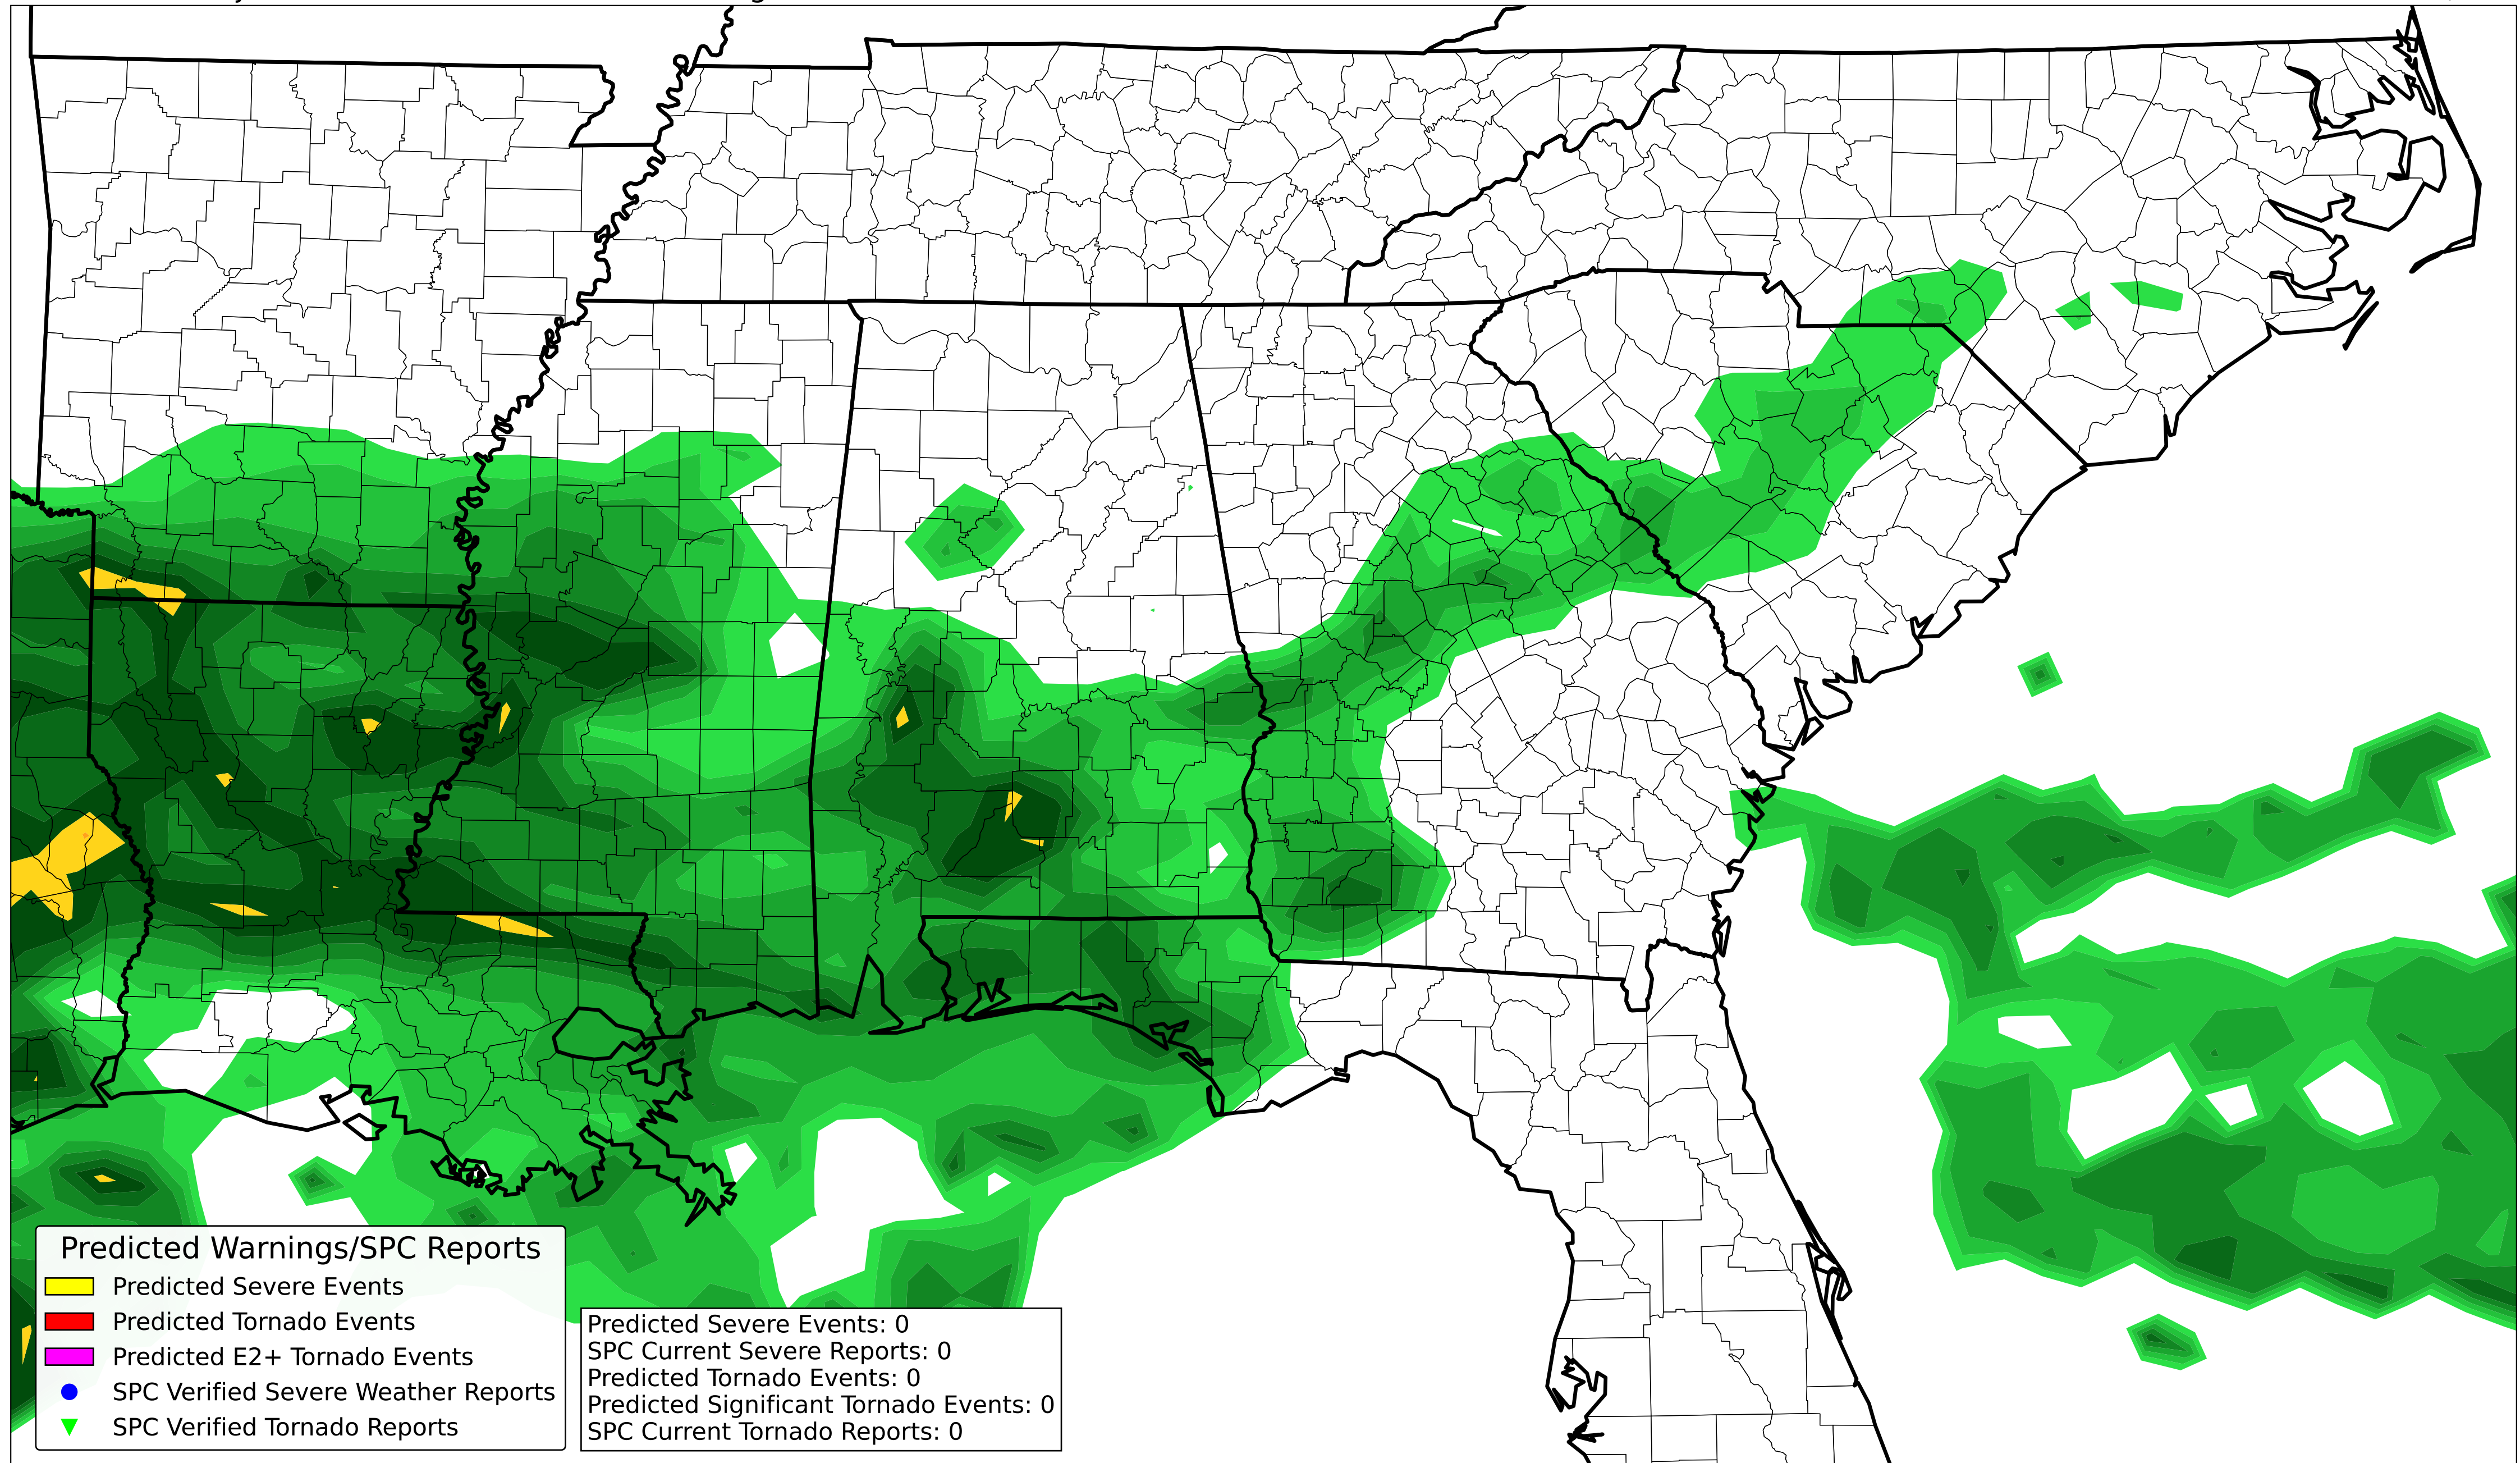 Predicted Warnings/SPC Reports
Predicted Severe Events
Predicted Tornado Events
Predicted E2+ Tornado Events
SPC Verified Severe Weather Reports
SPC Verified Tornado Reports
Predicted Severe Events: 0
SPC Current Severe Reports: 0
Predicted Tornado Events: 0
Predicted Significant Tornado Events: 0
SPC Current Tornado Reports: 0